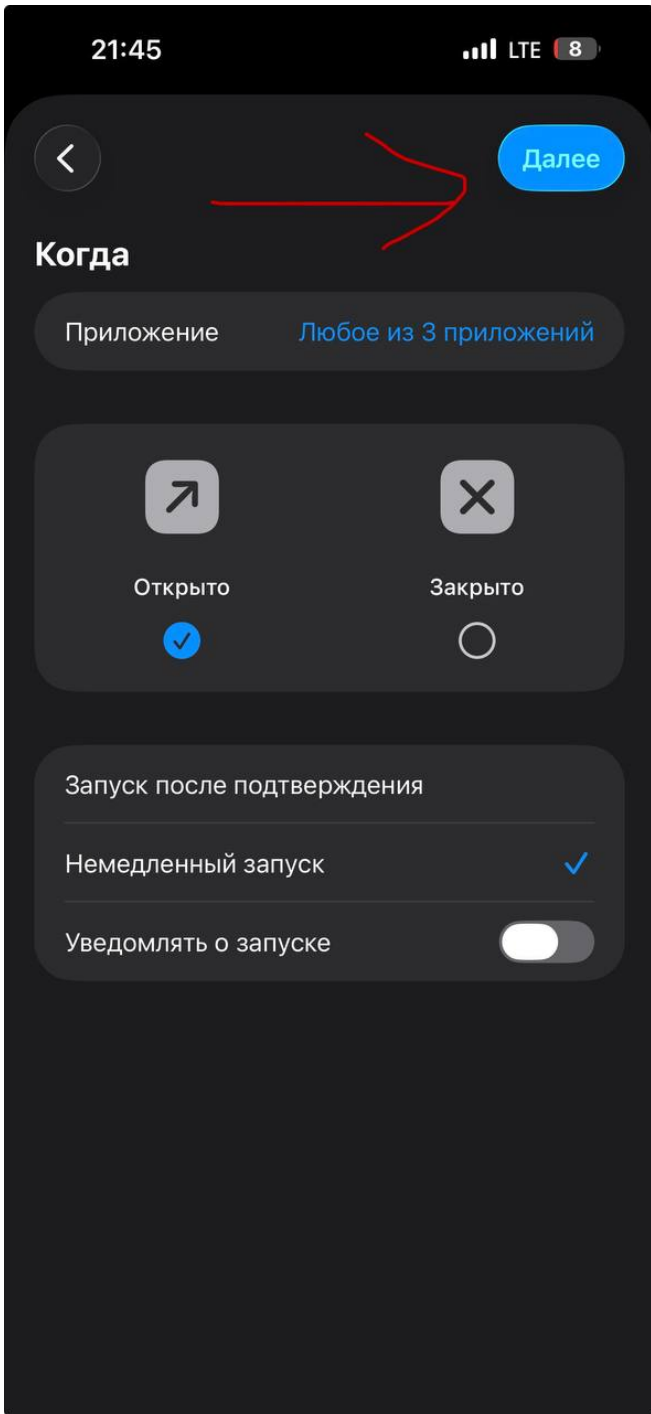 21:45 LTE 8
Далее
Когда
Приложение Любое из 3 приложений
Открыто Закрыто
Запуск после подтверждения
Немедленный запуск
Уведомлять о запуске